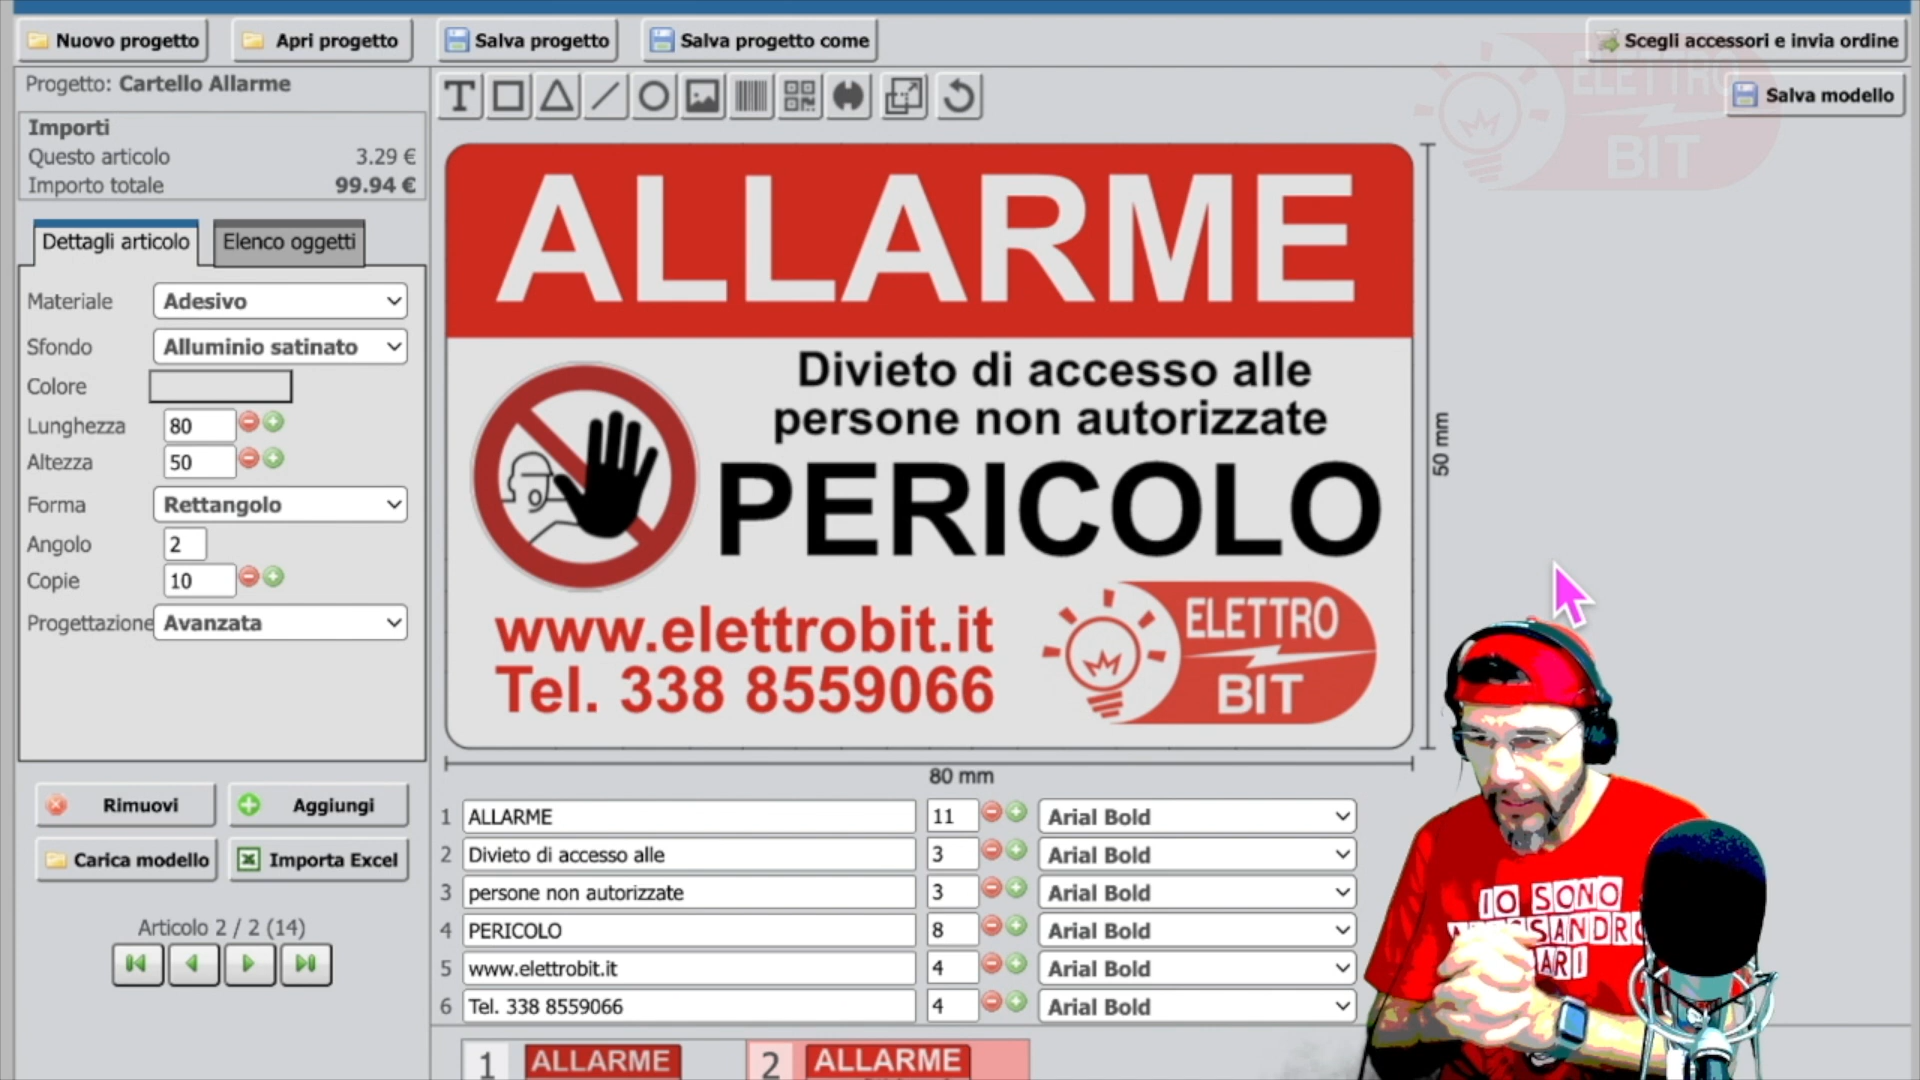 Nuovo progetto
Apri progetto
Salva progetto
Salva progetto come
Scegli accessori e invia ordine
Progetto: Cartello Allarme
Salva modello
ELETTRO
BIT
Importi
Questo articolo 3.29 €
Importo totale 99.94 €
Dettagli articolo
Elenco oggetti
Materiale Adesivo
Sfondo Alluminio satinato
Colore
Lunghezza 80
Altezza 50
Forma Rettangolo
Angolo 2
Copie 10
Progettazione Avanzata
Rimuovi
Aggiungi
Carica modello
Importa Excel
Articolo 2 / 2 (14)
T
ALLARME
Divieto di accesso alle
persone non autorizzate
PERICOLO
www.elettrobit.it
Tel. 338 8559066
ELETTRO
BIT
50 mm
80 mm
1 ALLARME 11 Arial Bold
2 Divieto di accesso alle 3 Arial Bold
3 persone non autorizzate 3 Arial Bold
4 PERICOLO 8 Arial Bold
5 www.elettrobit.it 4 Arial Bold
6 Tel. 338 8559066 4 Arial Bold
1 ALLARME
2 ALLARME
IO SONO